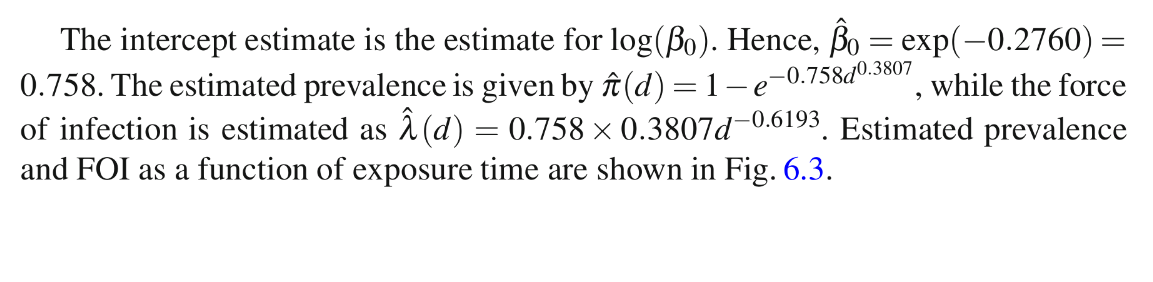 The intercept estimate is the estimate for log(β₀). Hence, β̂₀ = exp(−0.2760) =
0.758. The estimated prevalence is given by π̂(d) = 1 − e^{−0.758d^{0.3807}}, while the force
of infection is estimated as λ̂(d) = 0.758 × 0.3807d^{−0.6193}. Estimated prevalence
and FOI as a function of exposure time are shown in Fig. 6.3.